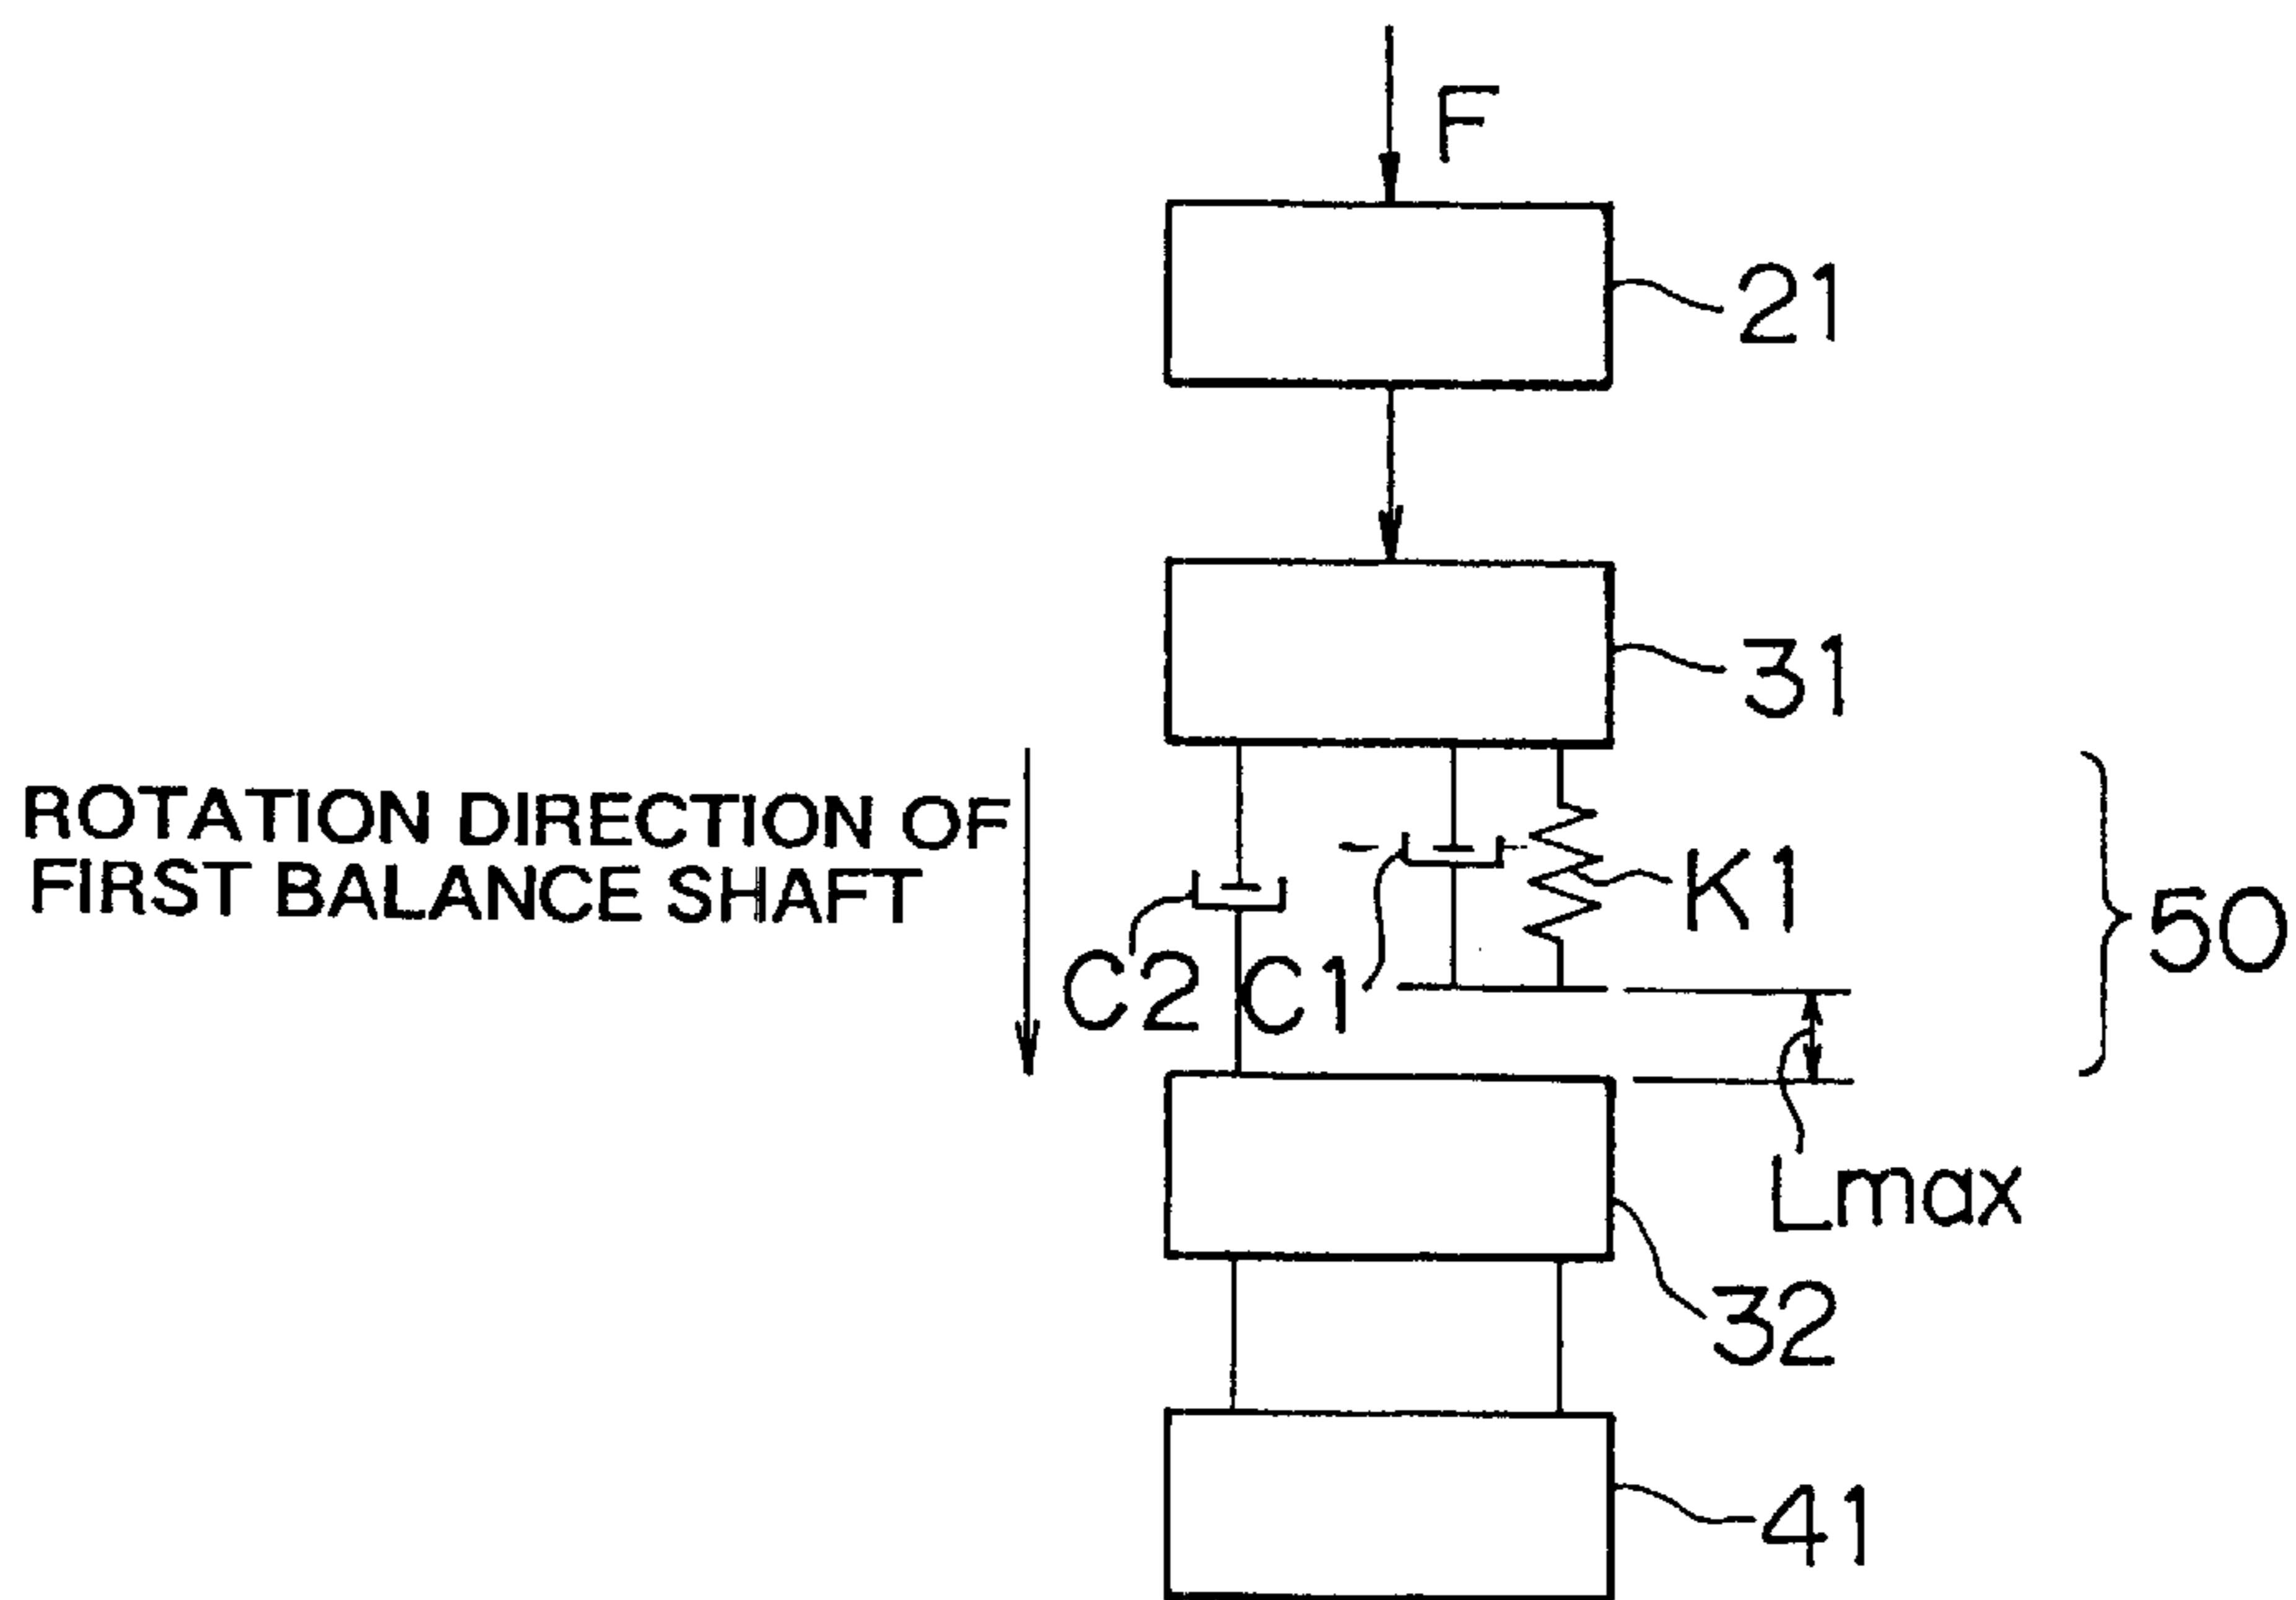 F
21
31
ROTATION DIRECTION OF
FIRST BALANCE SHAFT
K1
50
C2 C1
Lmax
32
41